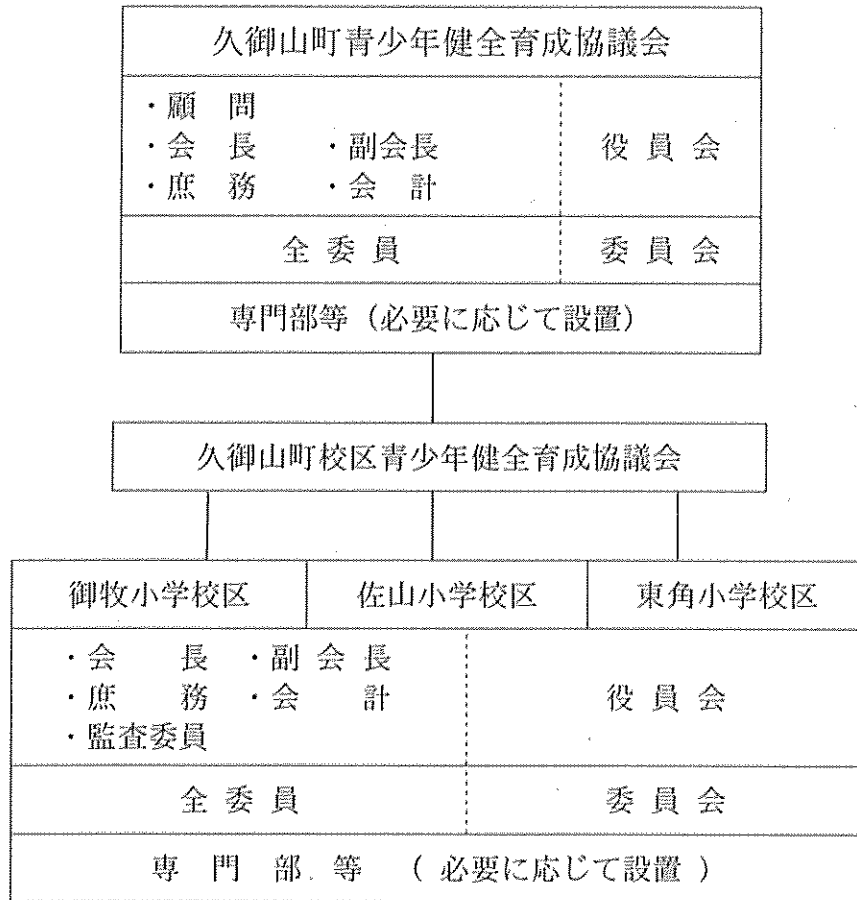 久御山町青少年健全育成協議会
・顧　問
・会　長　・副会長
・庶　務　・会　計
役 員 会
全 委 員
委 員 会
専門部等（必要に応じて設置）
久御山町校区青少年健全育成協議会
御牧小学校区
佐山小学校区
東角小学校区
・会　　長　・副 会 長
・庶　　務　・会　　計
・監査委員
役 員 会
全 委 員
委 員 会
専　門　部　等　（ 必要に応じて設置 ）